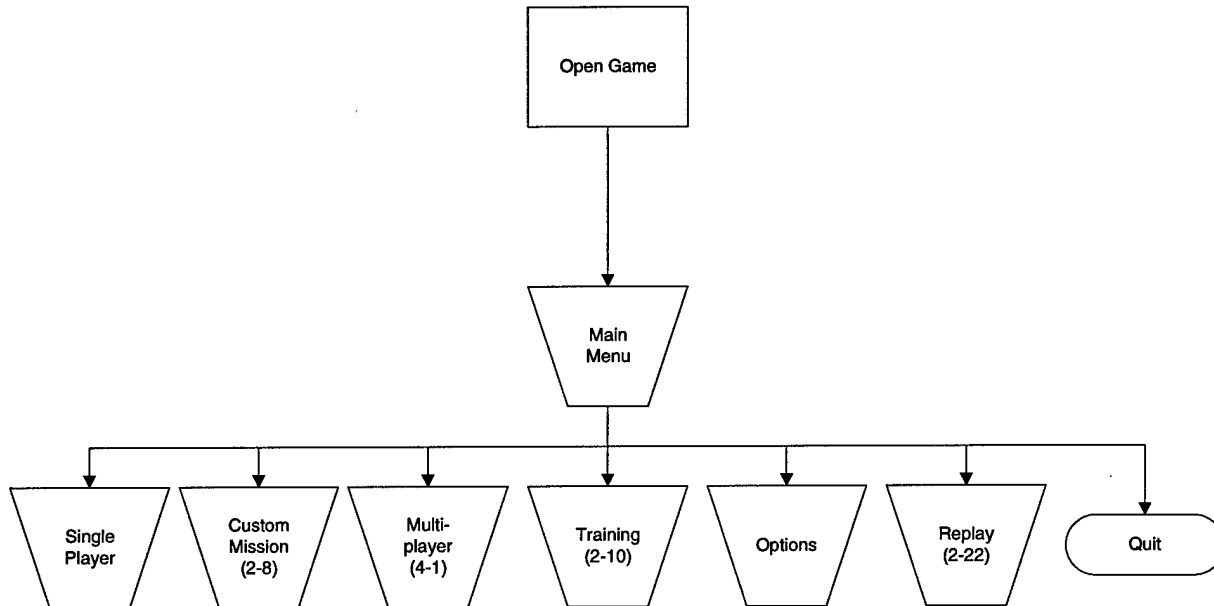 Open Game
Main
Menu
Single
Player
Custom
Mission
(2-8)
Multi-
player
(4-1)
Training
(2-10)
Options
Replay
(2-22)
Quit